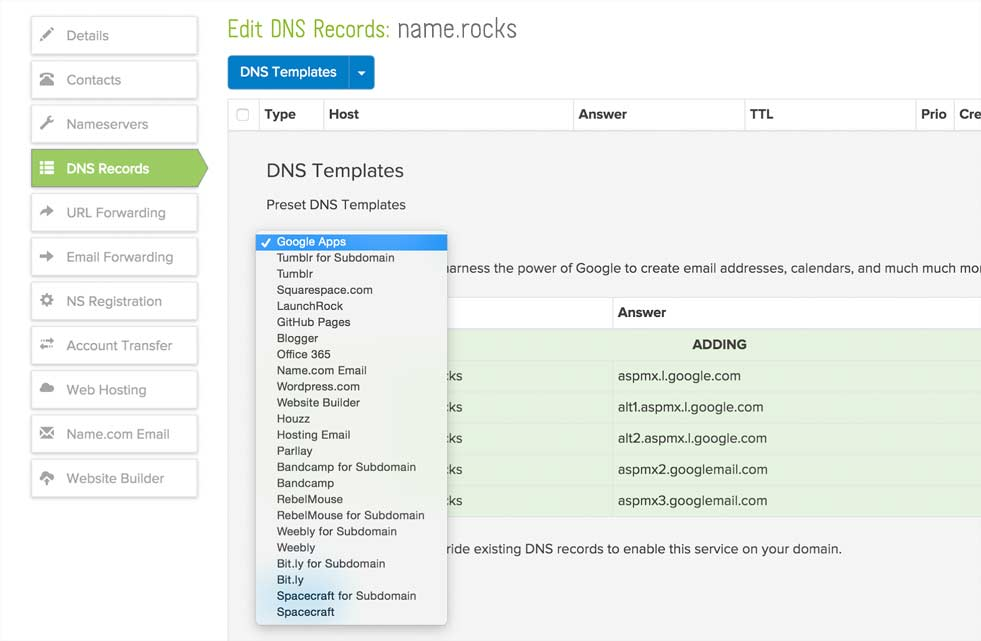 Edit DNS Records: name.rocks
Details
Contacts
Nameservers
DNS Records
URL Forwarding
Email Forwarding
NS Registration
Account Transfer
Web Hosting
Name.com Email
Website Builder
DNS Templates
Type Host Answer TTL Prio Cre
DNS Templates
Preset DNS Templates
Google Apps
Tumblr for Subdomain
Tumblr
Squarespace.com
LaunchRock
GitHub Pages
Blogger
Office 365
Name.com Email
Wordpress.com
Website Builder
Houzz
Hosting Email
Parllay
Bandcamp for Subdomain
Bandcamp
RebelMouse
RebelMouse for Subdomain
Weebly for Subdomain
Weebly
Bit.ly for Subdomain
Bit.ly
Spacecraft for Subdomain
Spacecraft
harness the power of Google to create email addresses, calendars, and much much mo
Answer
ADDING
cks aspmx.l.google.com
cks alt1.aspmx.l.google.com
cks alt2.aspmx.l.google.com
cks aspmx2.googlemail.com
cks aspmx3.googlemail.com
ride existing DNS records to enable this service on your domain.